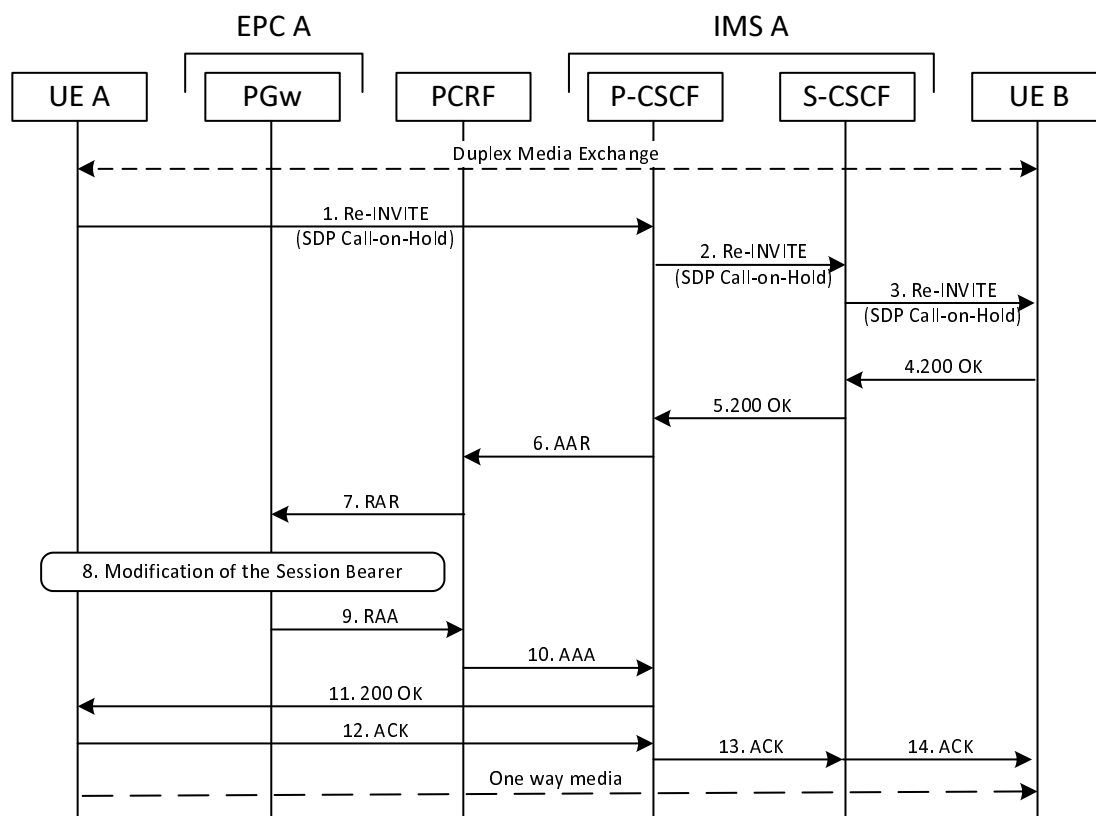 EPC A
IMS A
UE A
PGw
PCRF
P-CSCF
S-CSCF
UE B
Duplex Media Exchange
1. Re-INVITE
(SDP Call-on-Hold)
2. Re-INVITE
(SDP Call-on-Hold)
3. Re-INVITE
(SDP Call-on-Hold)
4.200 OK
5.200 OK
6. AAR
7. RAR
8. Modification of the Session Bearer
9. RAA
10. AAA
11. 200 OK
12. ACK
13. ACK
14. ACK
One way media